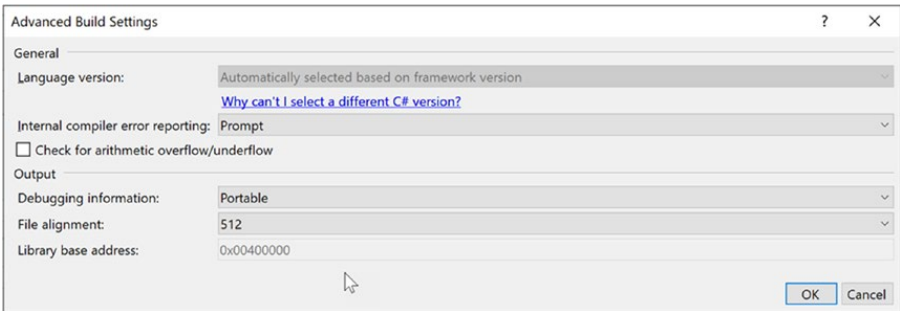 Advanced Build Settings ? ×
General
Language version: Automatically selected based on framework version
Why can't I select a different C# version?
Internal compiler error reporting: Prompt
Check for arithmetic overflow/underflow
Output
Debugging information: Portable
File alignment: 512
Library base address: 0x00400000
OK Cancel